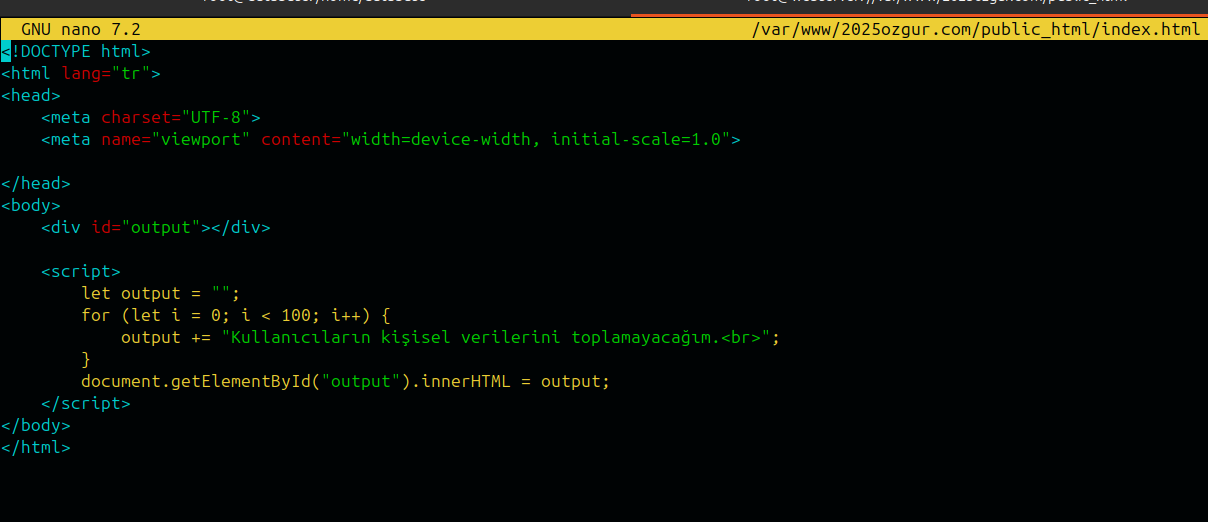 GNU nano 7.2 /var/www/2025ozgur.com/public_html/index.html
<!DOCTYPE html>
<html lang="tr">
<head>
    <meta charset="UTF-8">
    <meta name="viewport" content="width=device-width, initial-scale=1.0">

</head>
<body>
    <div id="output"></div>

    <script>
        let output = "";
        for (let i = 0; i < 100; i++) {
            output += "Kullanıcıların kişisel verilerini toplamayacağım.<br>";
        }
        document.getElementById("output").innerHTML = output;
    </script>
</body>
</html>